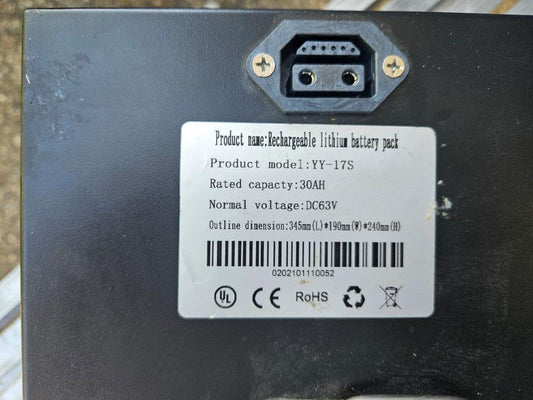 Product name:Rechargeable lithium battery pack
Product model:YY-17S
Rated capacity:30AH
Normal voltage:DC63V
Outline dimension:345mm(L)*190mm(W)*240mm(H)
0202101110052
UL CE RoHS